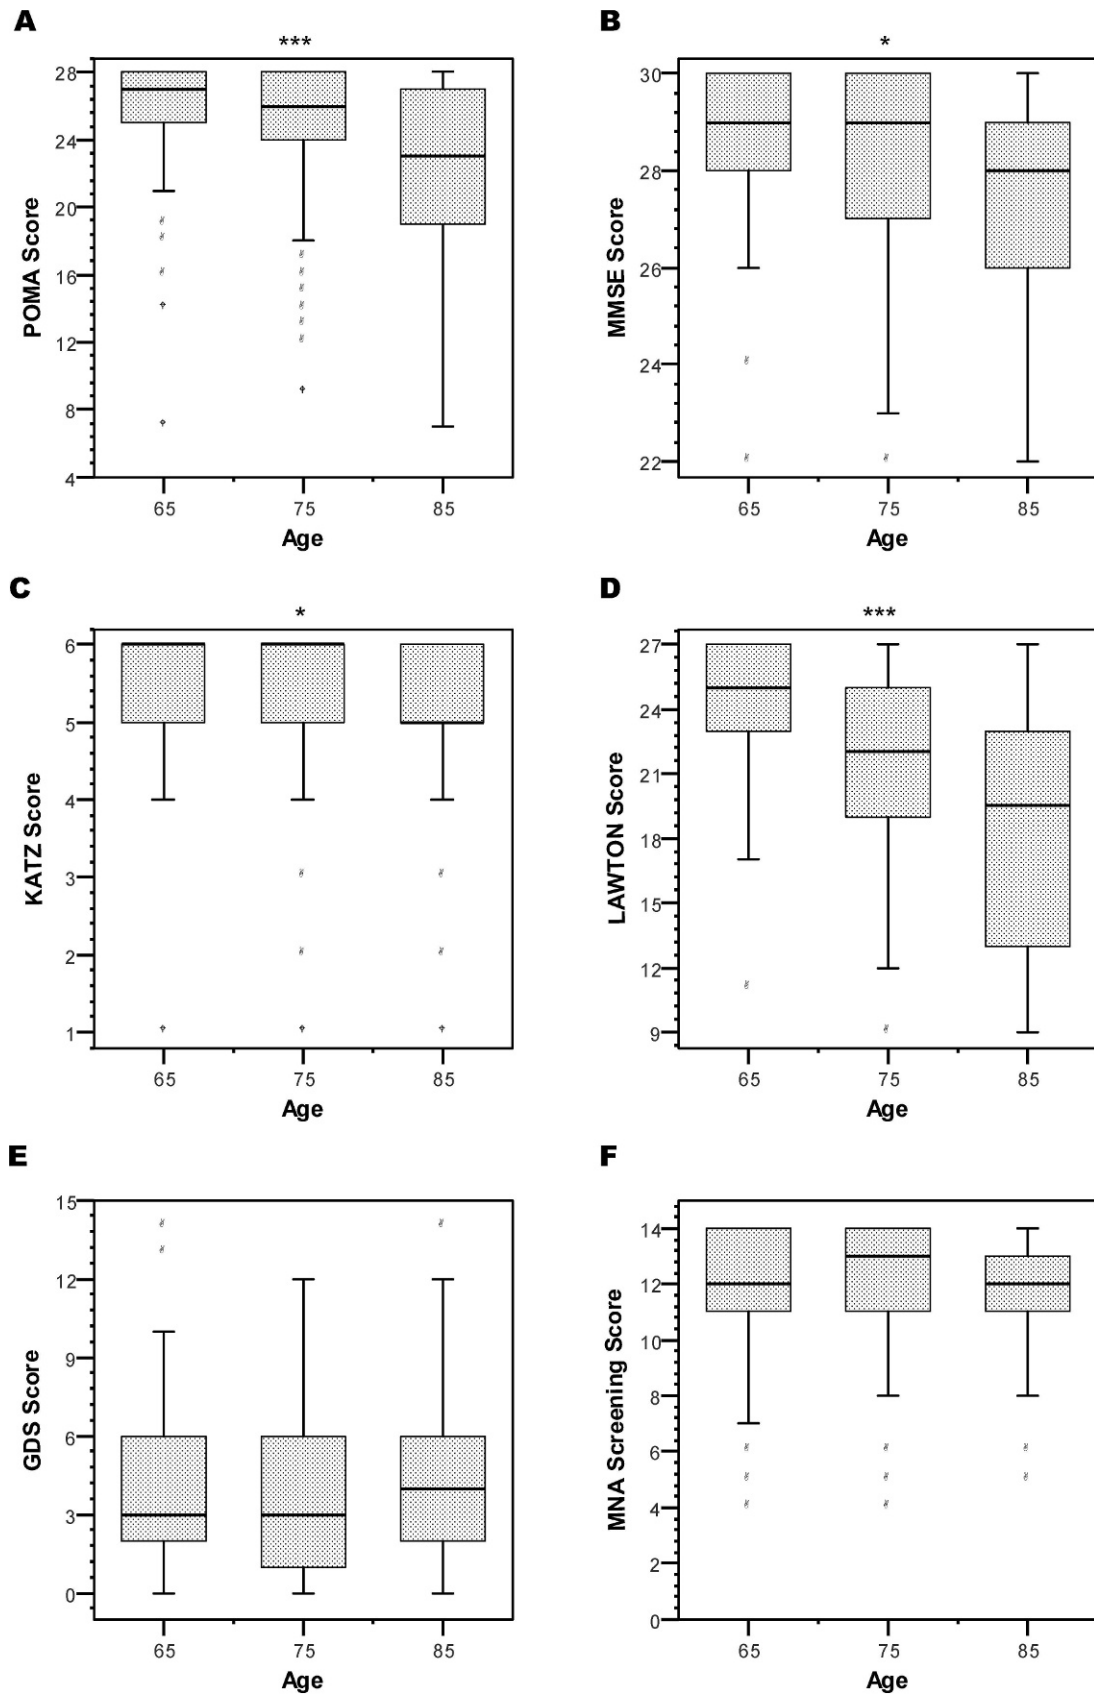 A
***
POMA Score
28
24
20
16
12
8
4
65 75 85
Age
B
*
MMSE Score
30
28
26
24
22
65 75 85
Age
C
*
KATZ Score
6
5
4
3
2
1
65 75 85
Age
D
***
LAWTON Score
27
24
21
18
15
12
9
65 75 85
Age
E
GDS Score
15
12
9
6
3
0
65 75 85
Age
F
MNA Screening Score
14
12
10
8
6
4
2
0
65 75 85
Age